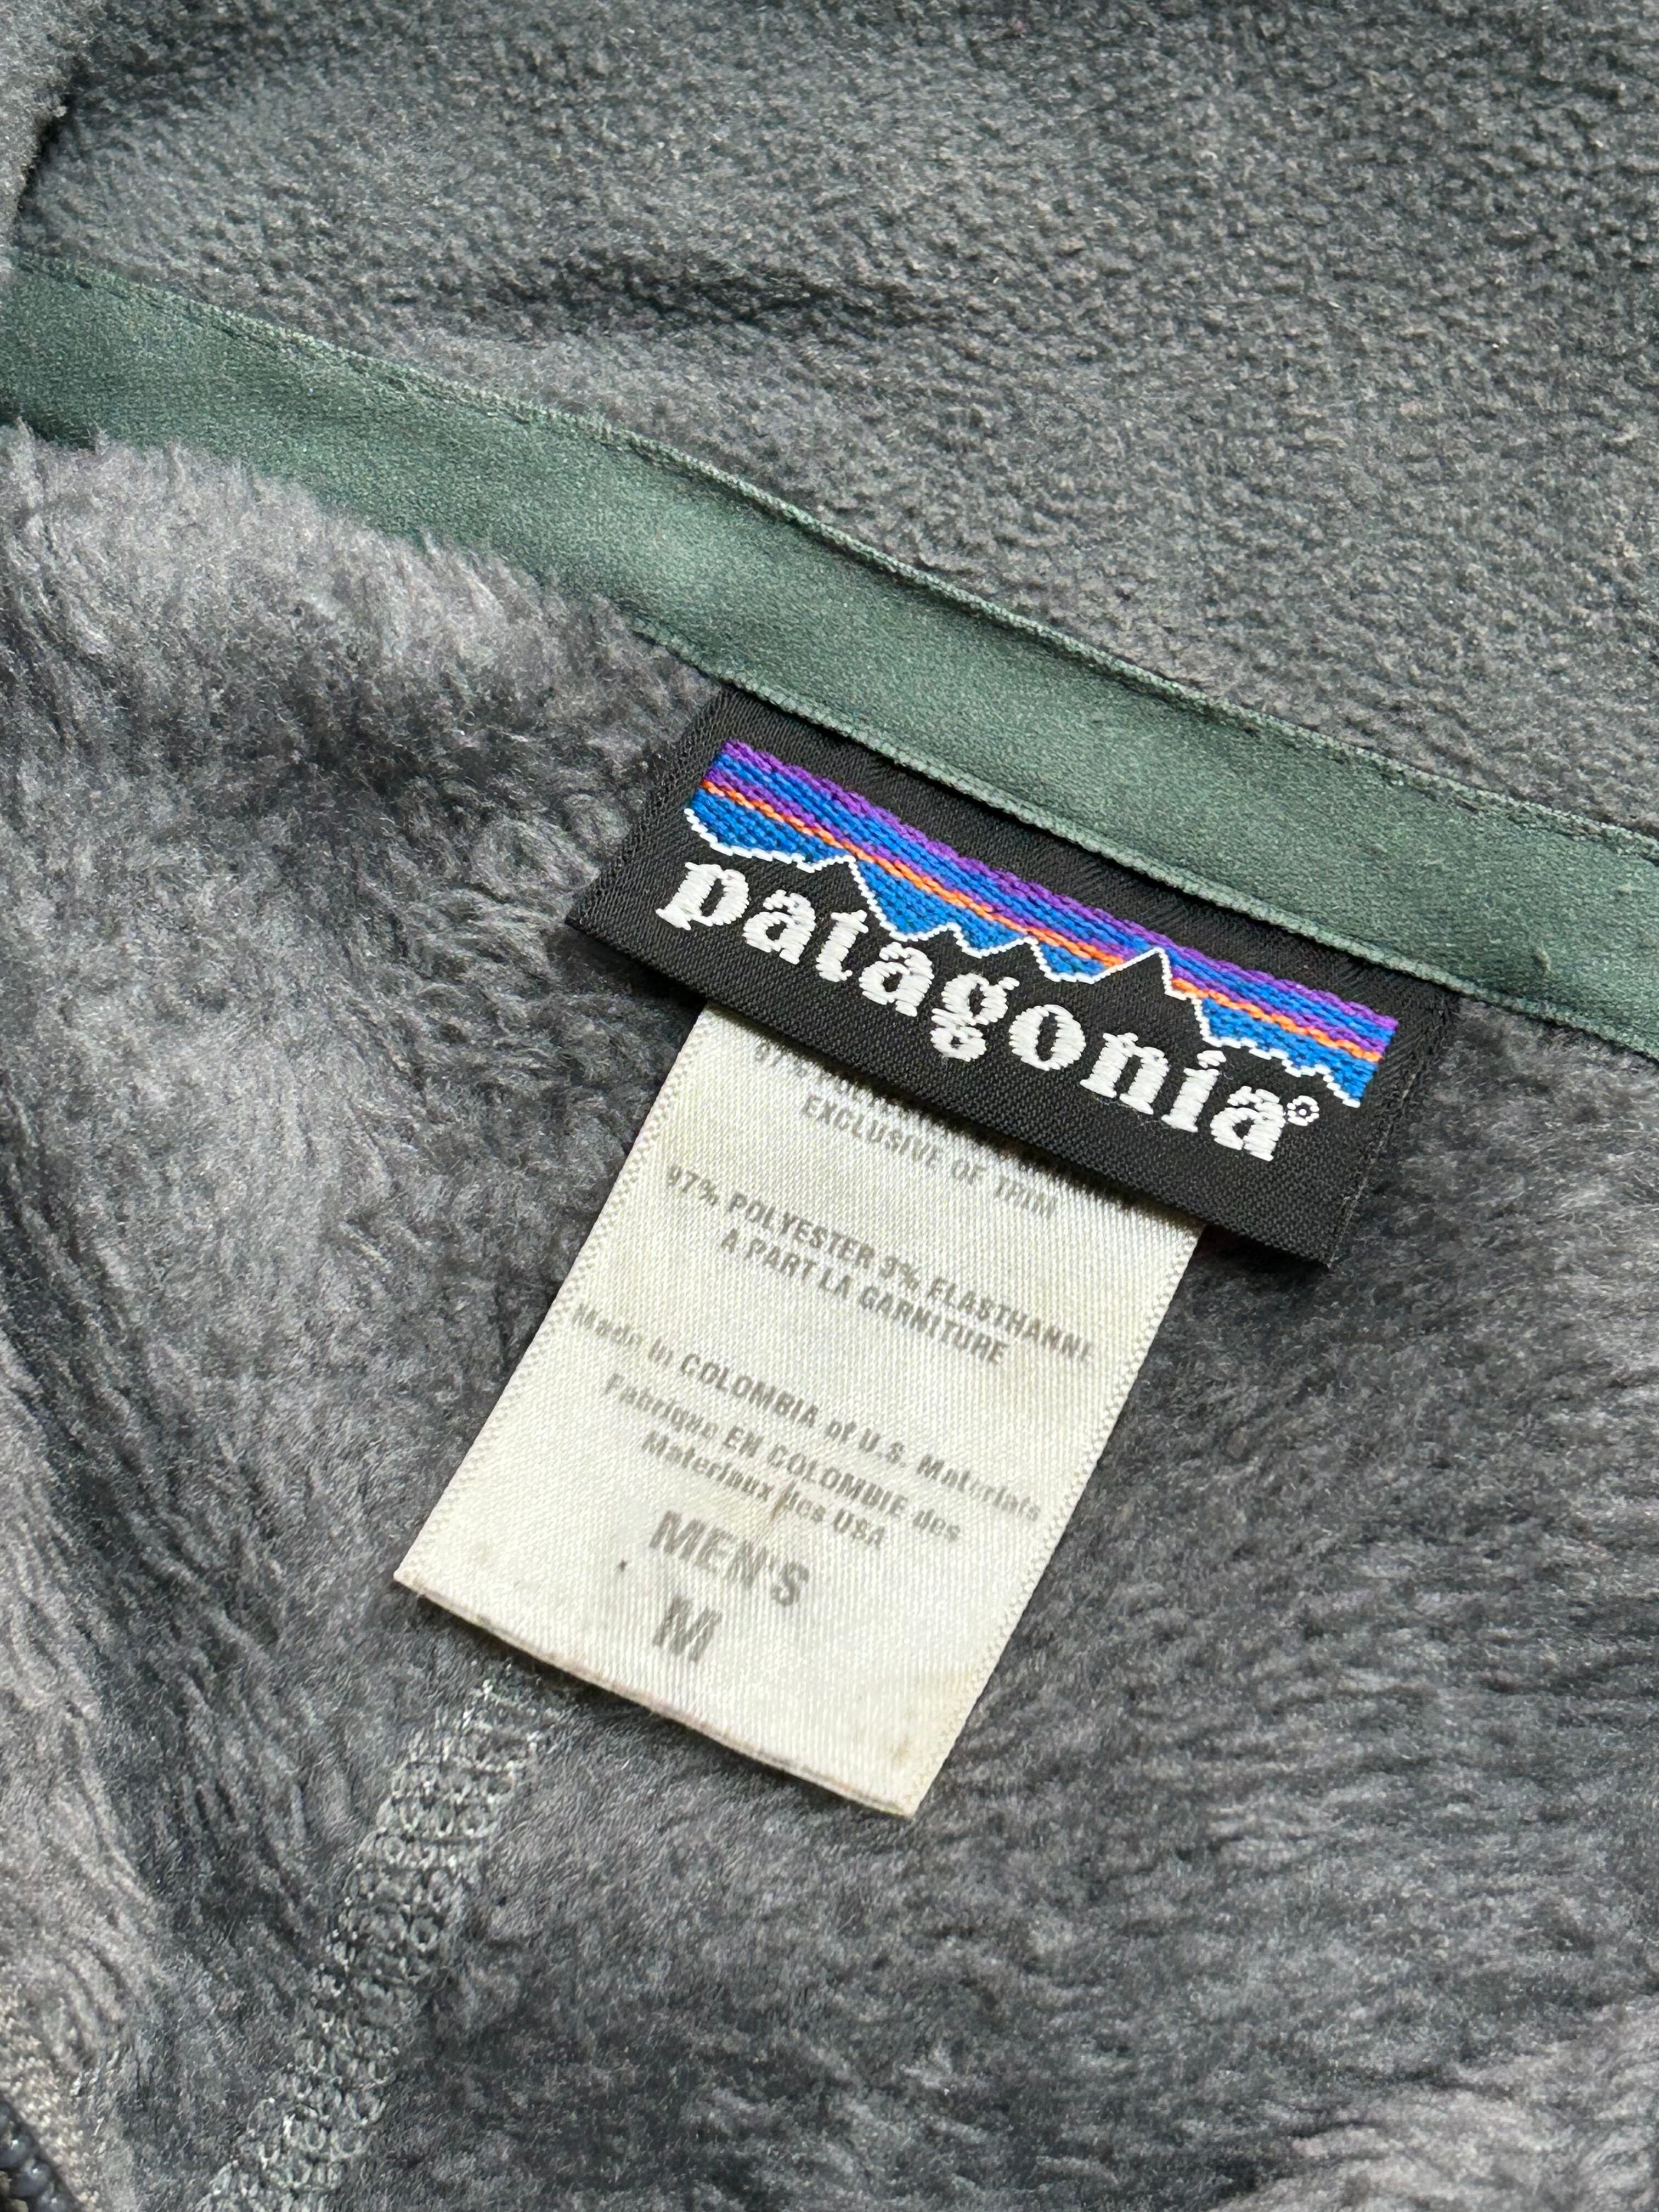 patagonia®
EXCLUSIVE OF TRIM
97% POLYESTER 3% ELASTHANNE
A PART LA GARNITURE
Made in COLOMBIA of U.S. Materials
Fabrique EN COLOMBIE des
Materiaux des USA
MEN'S
M